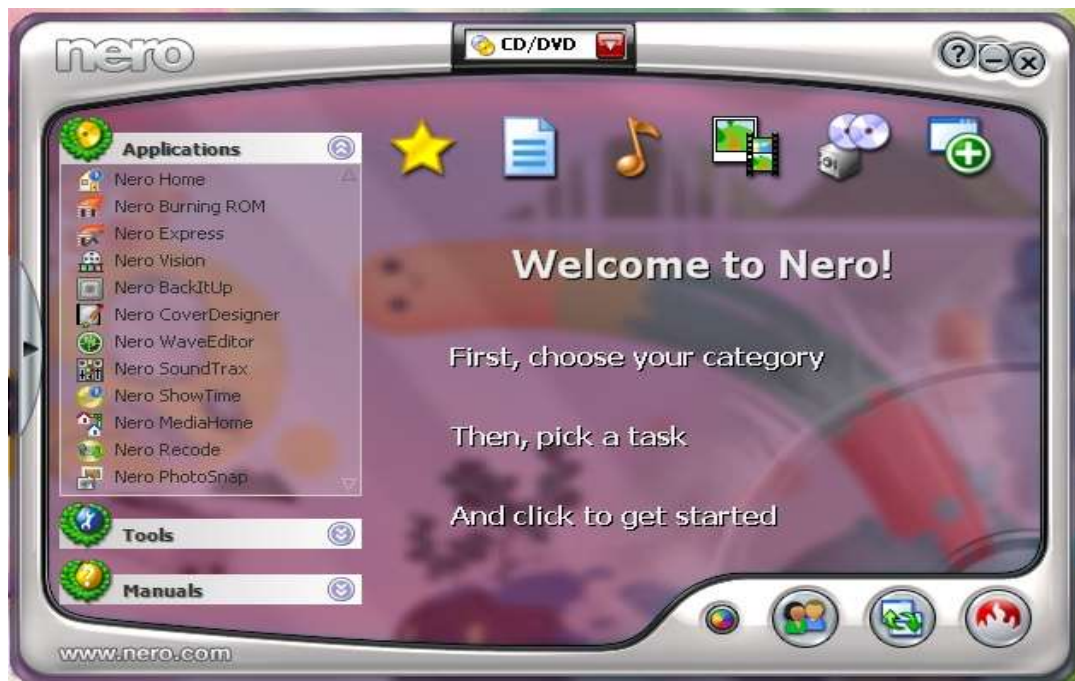 nero
CD/DVD
?
Applications
Nero Home
Nero Burning ROM
Nero Express
Nero Vision
Nero BackItUp
Nero CoverDesigner
Nero WaveEditor
Nero SoundTrax
Nero ShowTime
Nero MediaHome
Nero Recode
Nero PhotoSnap
Tools
Manuals
Welcome to Nero!
First, choose your category
Then, pick a task
And click to get started
www.nero.com